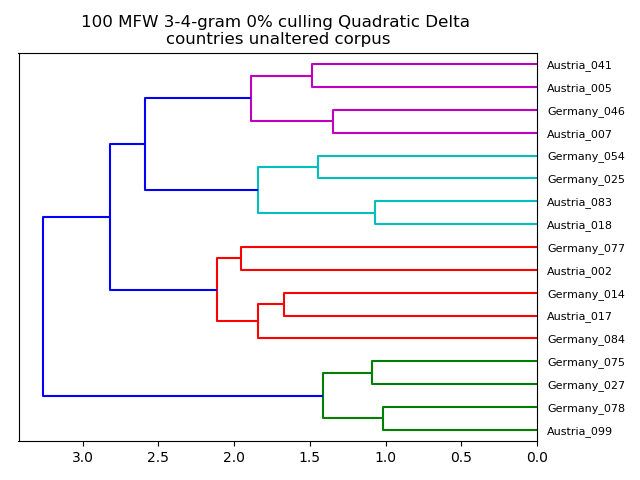 100 MFW 3-4-gram 0% culling Quadratic Delta
countries unaltered corpus
Austria_041
Austria_005
Germany_046
Austria_007
Germany_054
Germany_025
Austria_083
Austria_018
Germany_077
Austria_002
Germany_014
Austria_017
Germany_084
Germany_075
Germany_027
Germany_078
Austria_099
3.0 2.5 2.0 1.5 1.0 0.5 0.0